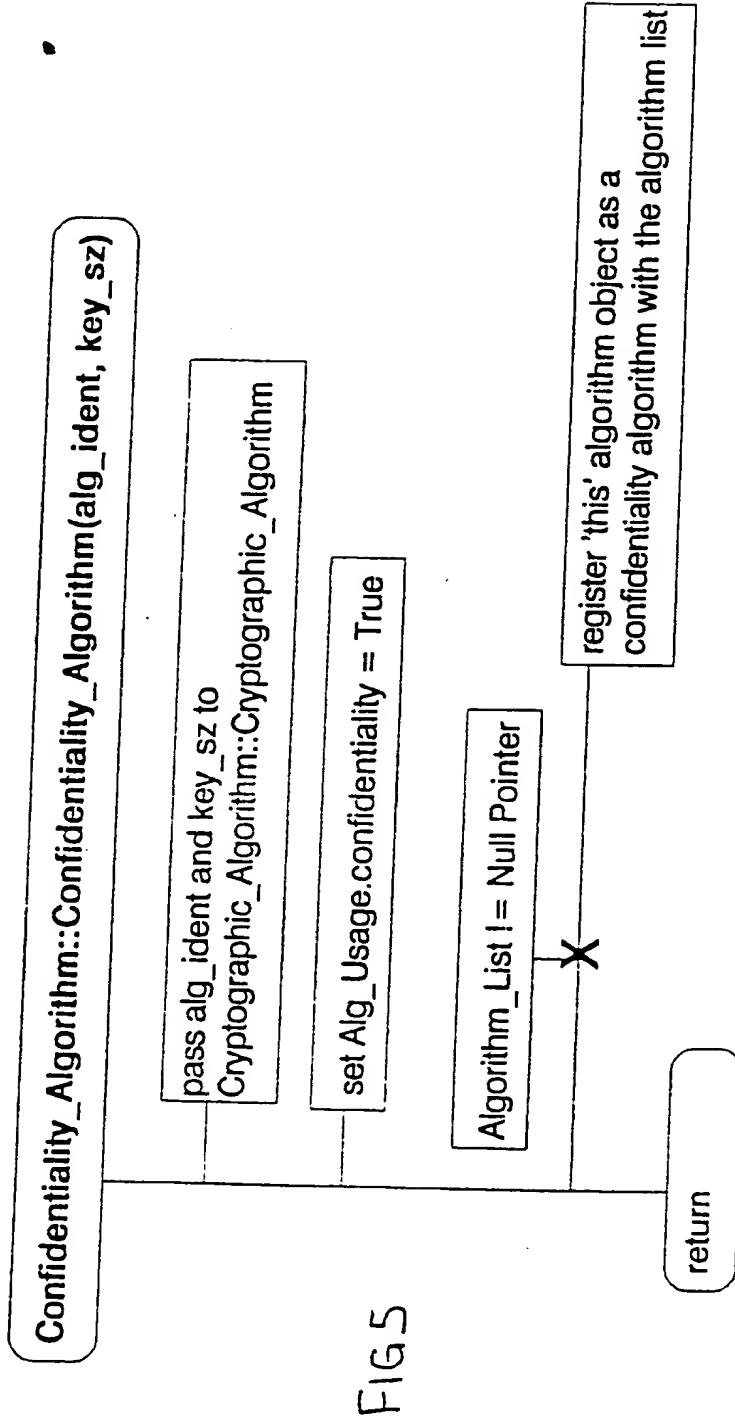 Confidentiality_Algorithm::Confidentiality_Algorithm(alg_ident, key_sz)
pass alg_ident and key_sz to
Cryptographic_Algorithm::Cryptographic_Algorithm
set Alg_Usage.confidentiality = True
Algorithm_List != Null Pointer
X
register 'this' algorithm object as a
confidentiality algorithm with the algorithm list
return
FIG 5